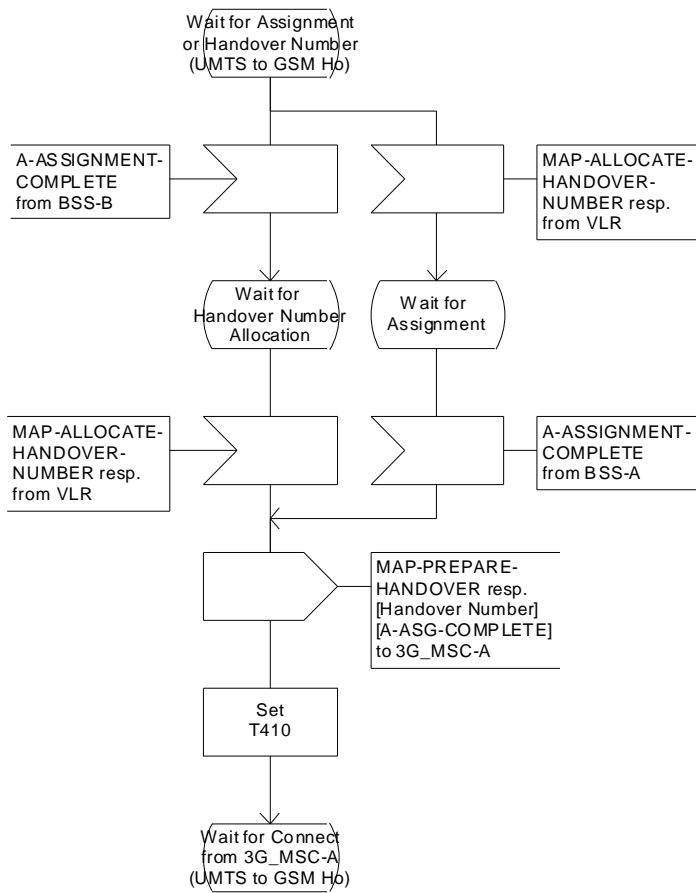 Wait for Assignment
or Handover Number
(UMTS to GSM Ho)
A-ASSIGNMENT-
COMPLETE
from BSS-B
MAP-ALLOCATE-
HANDOVER-
NUMBER resp.
from VLR
Wait for
Handover Number
Allocation
Wait for
Assignment
MAP-ALLOCATE-
HANDOVER-
NUMBER resp.
from VLR
A-ASSIGNMENT-
COMPLETE
from BSS-A
MAP-PREPARE-
HANDOVER resp.
[Handover Number]
[A-ASG-COMPLETE]
to 3G_MSC-A
Set
T410
Wait for Connect
from 3G_MSC-A
(UMTS to GSM Ho)